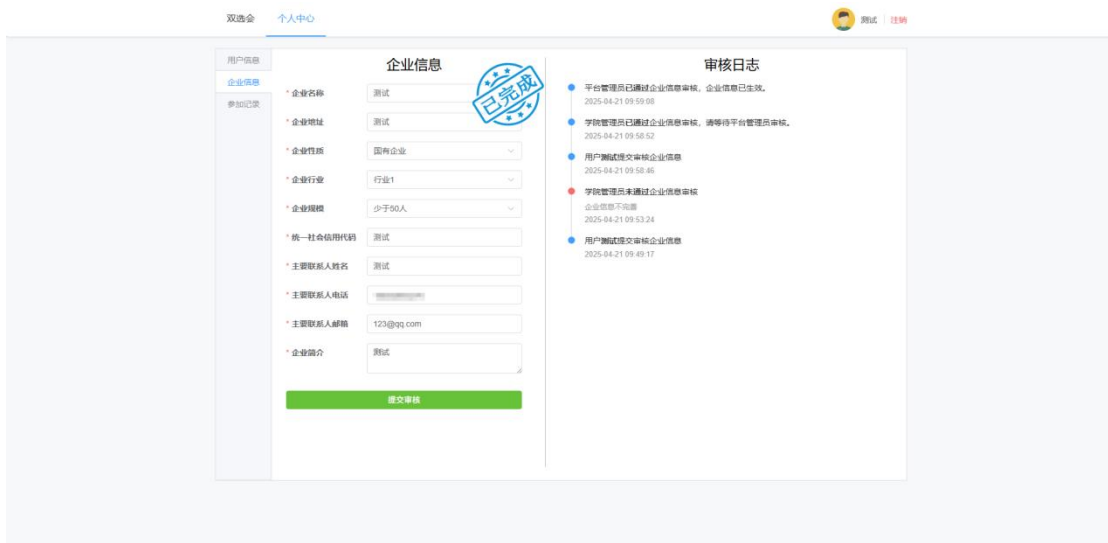 双选会 个人中心 测试 注销
用户信息
企业信息
参加记录
企业信息
已完成
* 企业名称 测试
* 企业地址 测试
* 企业性质 国有企业
* 企业行业 行业1
* 企业规模 少于50人
* 统一社会信用代码 测试
* 主要联系人姓名 测试
* 主要联系人电话
* 主要联系人邮箱 123@qq.com
* 企业简介 测试
提交审核
审核日志
平台管理员已通过企业信息审核，企业信息已生效。
2025-04-21 09:59:08
学院管理员已通过企业信息审核，请等待平台管理员审核。
2025-04-21 09:58:52
用户测试提交审核企业信息
2025-04-21 09:58:46
学院管理员未通过企业信息审核
企业信息不完善
2025-04-21 09:53:24
用户测试提交审核企业信息
2025-04-21 09:49:17